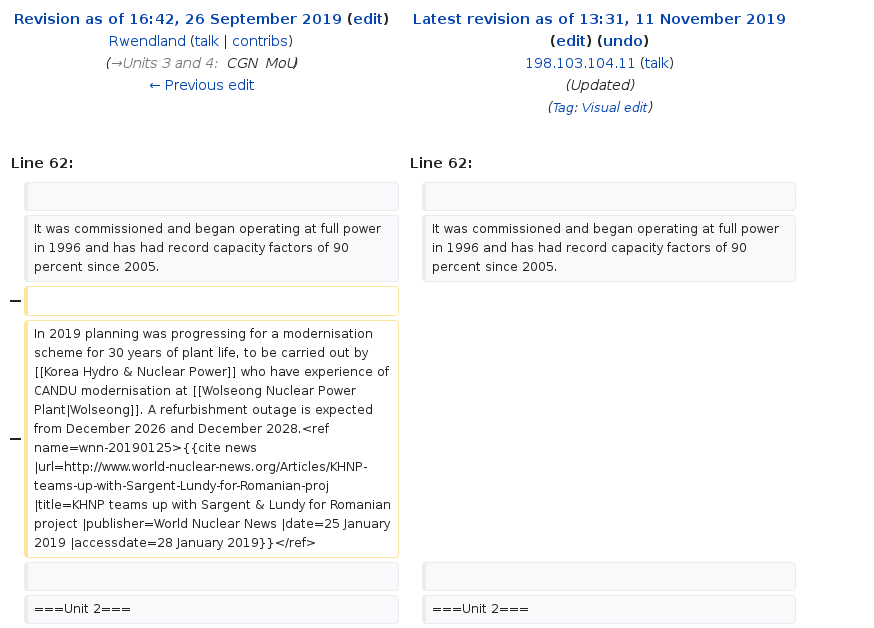 Revision as of 16:42, 26 September 2019 (edit)
Rwendland (talk | contribs)
(→Units 3 and 4: CGN MoU)
← Previous edit
Latest revision as of 13:31, 11 November 2019
(edit) (undo)
198.103.104.11 (talk)
(Updated)
(Tag: Visual edit)
Line 62:
Line 62:
It was commissioned and began operating at full power
in 1996 and has had record capacity factors of 90
percent since 2005.
It was commissioned and began operating at full power
in 1996 and has had record capacity factors of 90
percent since 2005.
−
−
In 2019 planning was progressing for a modernisation
scheme for 30 years of plant life, to be carried out by
[[Korea Hydro & Nuclear Power]] who have experience of
CANDU modernisation at [[Wolseong Nuclear Power
Plant|Wolseong]]. A refurbishment outage is expected
from December 2026 and December 2028.<ref
name=wnn-20190125>{{cite news
|url=http://www.world-nuclear-news.org/Articles/KHNP-
teams-up-with-Sargent-Lundy-for-Romanian-proj
|title=KHNP teams up with Sargent & Lundy for Romanian
project |publisher=World Nuclear News |date=25 January
2019 |accessdate=28 January 2019}}</ref>
===Unit 2===
===Unit 2===